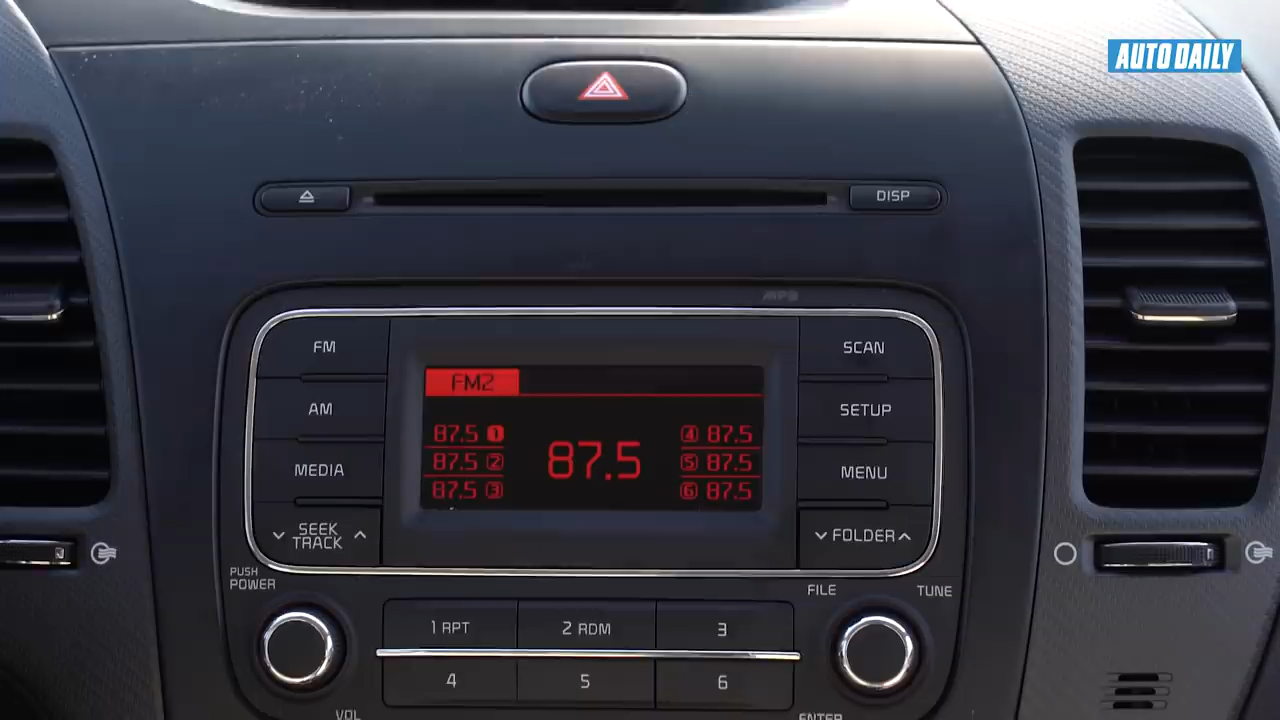 AUTO DAILY
DISP
MP3
FM
SCAN
FM2
AM
SETUP
87.5 1
4 87.5
87.5 2
87.5
5 87.5
87.5 3
6 87.5
MEDIA
MENU
SEEK
TRACK
FOLDER
PUSH
POWER
FILE
TUNE
1 RPT
2 RDM
3
4
5
6
VOL
ENTER